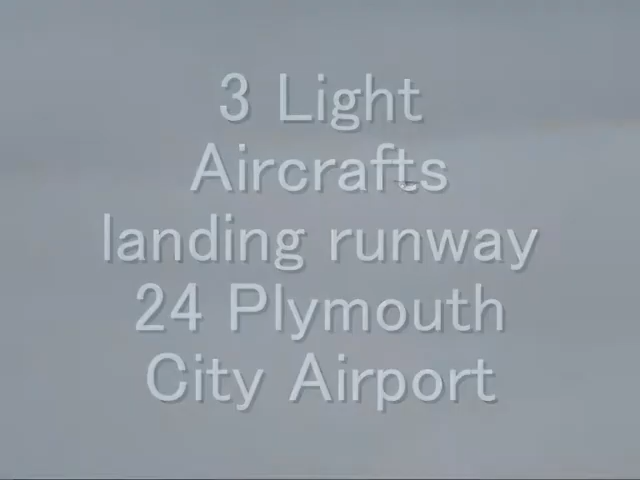 3 Light
Aircrafts
landing runway
24 Plymouth
City Airport